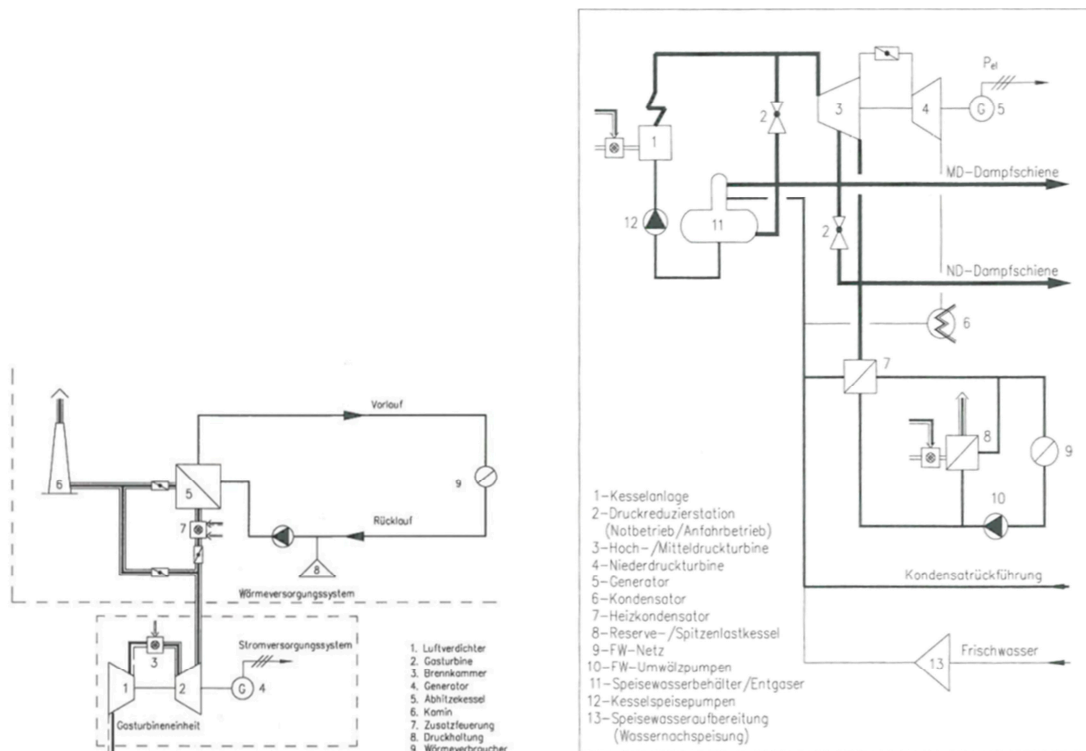 Vorlauf
6
5
9
7
Rücklauf
8
Wärmeversorgungssystem
Stromversorgungssystem
3
1
2
G
4
Gasturbineneinheit
1. Luftverdichter
2. Gasturbine
3. Brennkammer
4. Generator
5. Abhitzekessel
6. Kamin
7. Zusatzfeuerung
8. Druckhaltung
9. Wärmeverbraucher
Pel
2
3
4
G
5
1
MD-Dampfschiene
12
11
2
ND-Dampfschiene
6
7
8
9
10
1-Kesselanlage
2-Druckreduzierstation
(Notbetrieb/Anfahrbetrieb)
3-Hoch-/Mitteldruckturbine
4-Niederdruckturbine
5-Generator
6-Kondensator
7-Heizkondensator
8-Reserve-/Spitzenlastkessel
9-FW-Netz
10-FW-Umwälzpumpen
11-Speisewasserbehälter/Entgaser
12-Kesselspeisepumpen
13-Speisewasseraufbereitung
(Wassernachspeisung)
Kondensatrückführung
13
Frischwasser